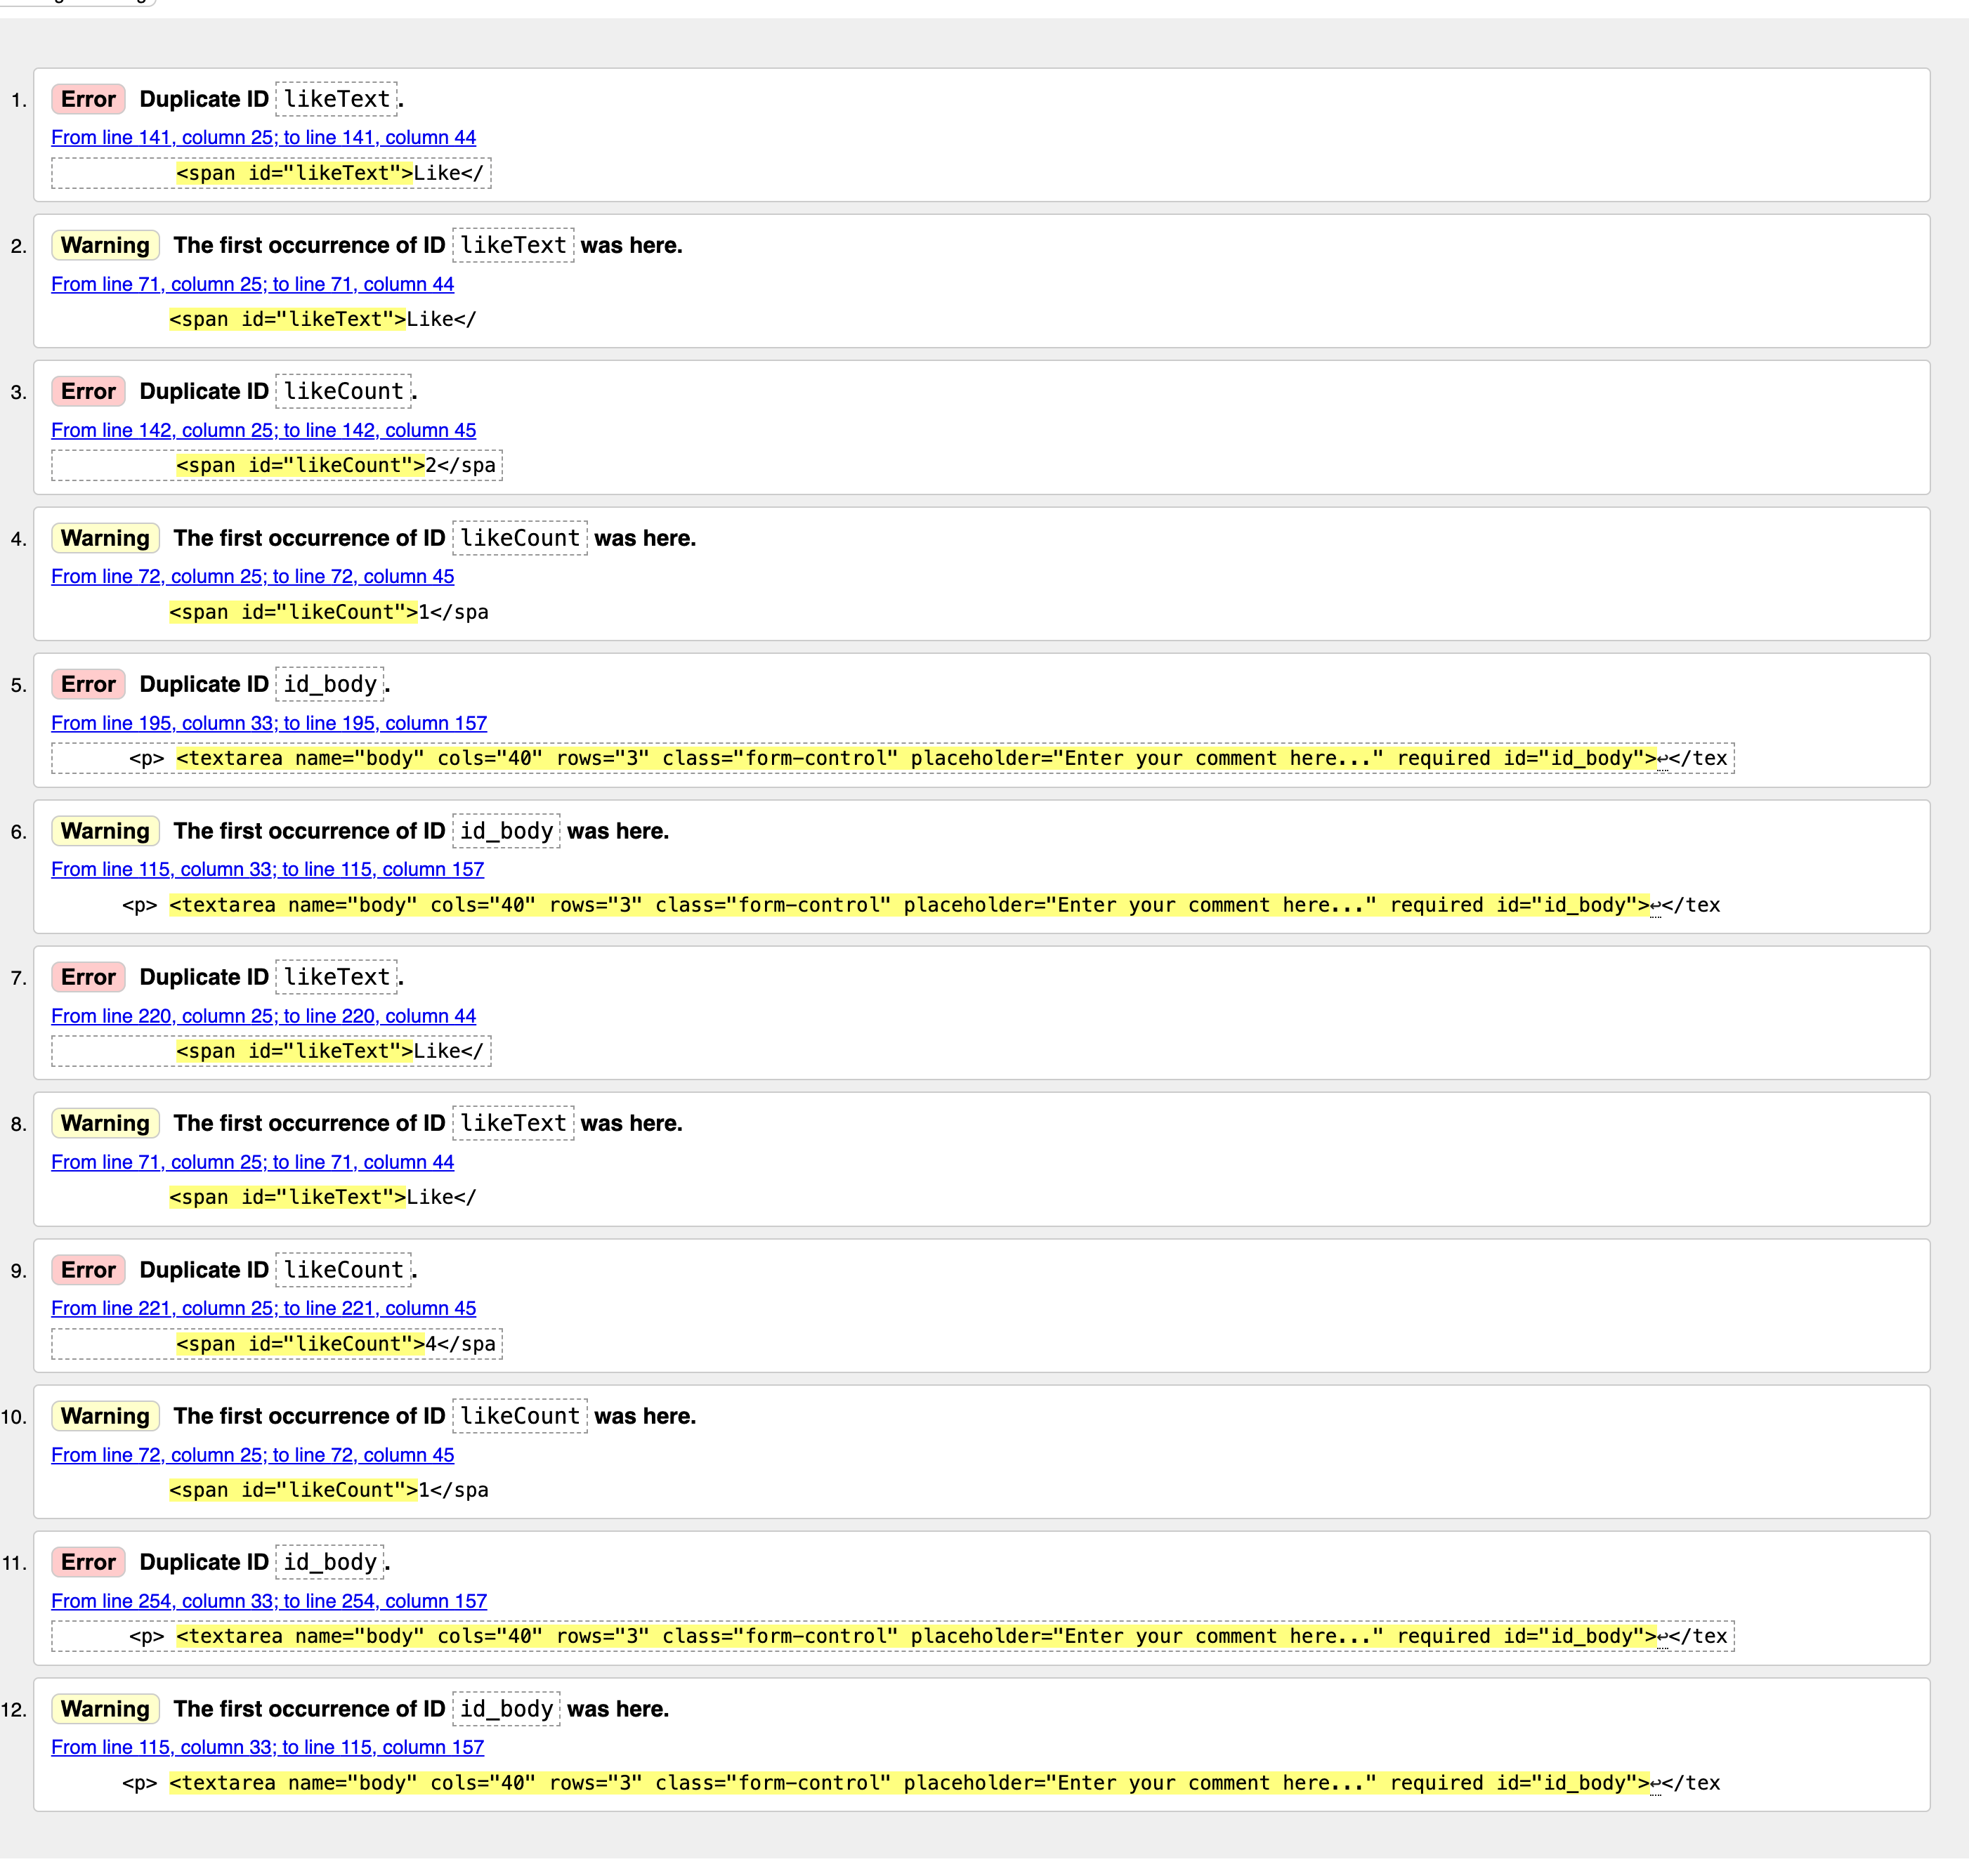 1. Error Duplicate ID likeText.
From line 141, column 25; to line 141, column 44
<span id="likeText">Like</
2. Warning The first occurrence of ID likeText was here.
From line 71, column 25; to line 71, column 44
<span id="likeText">Like</
3. Error Duplicate ID likeCount.
From line 142, column 25; to line 142, column 45
<span id="likeCount">2</spa
4. Warning The first occurrence of ID likeCount was here.
From line 72, column 25; to line 72, column 45
<span id="likeCount">1</spa
5. Error Duplicate ID id_body.
From line 195, column 33; to line 195, column 157
<p> <textarea name="body" cols="40" rows="3" class="form-control" placeholder="Enter your comment here..." required id="id_body">↩</tex
6. Warning The first occurrence of ID id_body was here.
From line 115, column 33; to line 115, column 157
<p> <textarea name="body" cols="40" rows="3" class="form-control" placeholder="Enter your comment here..." required id="id_body">↩</tex
7. Error Duplicate ID likeText.
From line 220, column 25; to line 220, column 44
<span id="likeText">Like</
8. Warning The first occurrence of ID likeText was here.
From line 71, column 25; to line 71, column 44
<span id="likeText">Like</
9. Error Duplicate ID likeCount.
From line 221, column 25; to line 221, column 45
<span id="likeCount">4</spa
10. Warning The first occurrence of ID likeCount was here.
From line 72, column 25; to line 72, column 45
<span id="likeCount">1</spa
11. Error Duplicate ID id_body.
From line 254, column 33; to line 254, column 157
<p> <textarea name="body" cols="40" rows="3" class="form-control" placeholder="Enter your comment here..." required id="id_body">↩</tex
12. Warning The first occurrence of ID id_body was here.
From line 115, column 33; to line 115, column 157
<p> <textarea name="body" cols="40" rows="3" class="form-control" placeholder="Enter your comment here..." required id="id_body">↩</tex